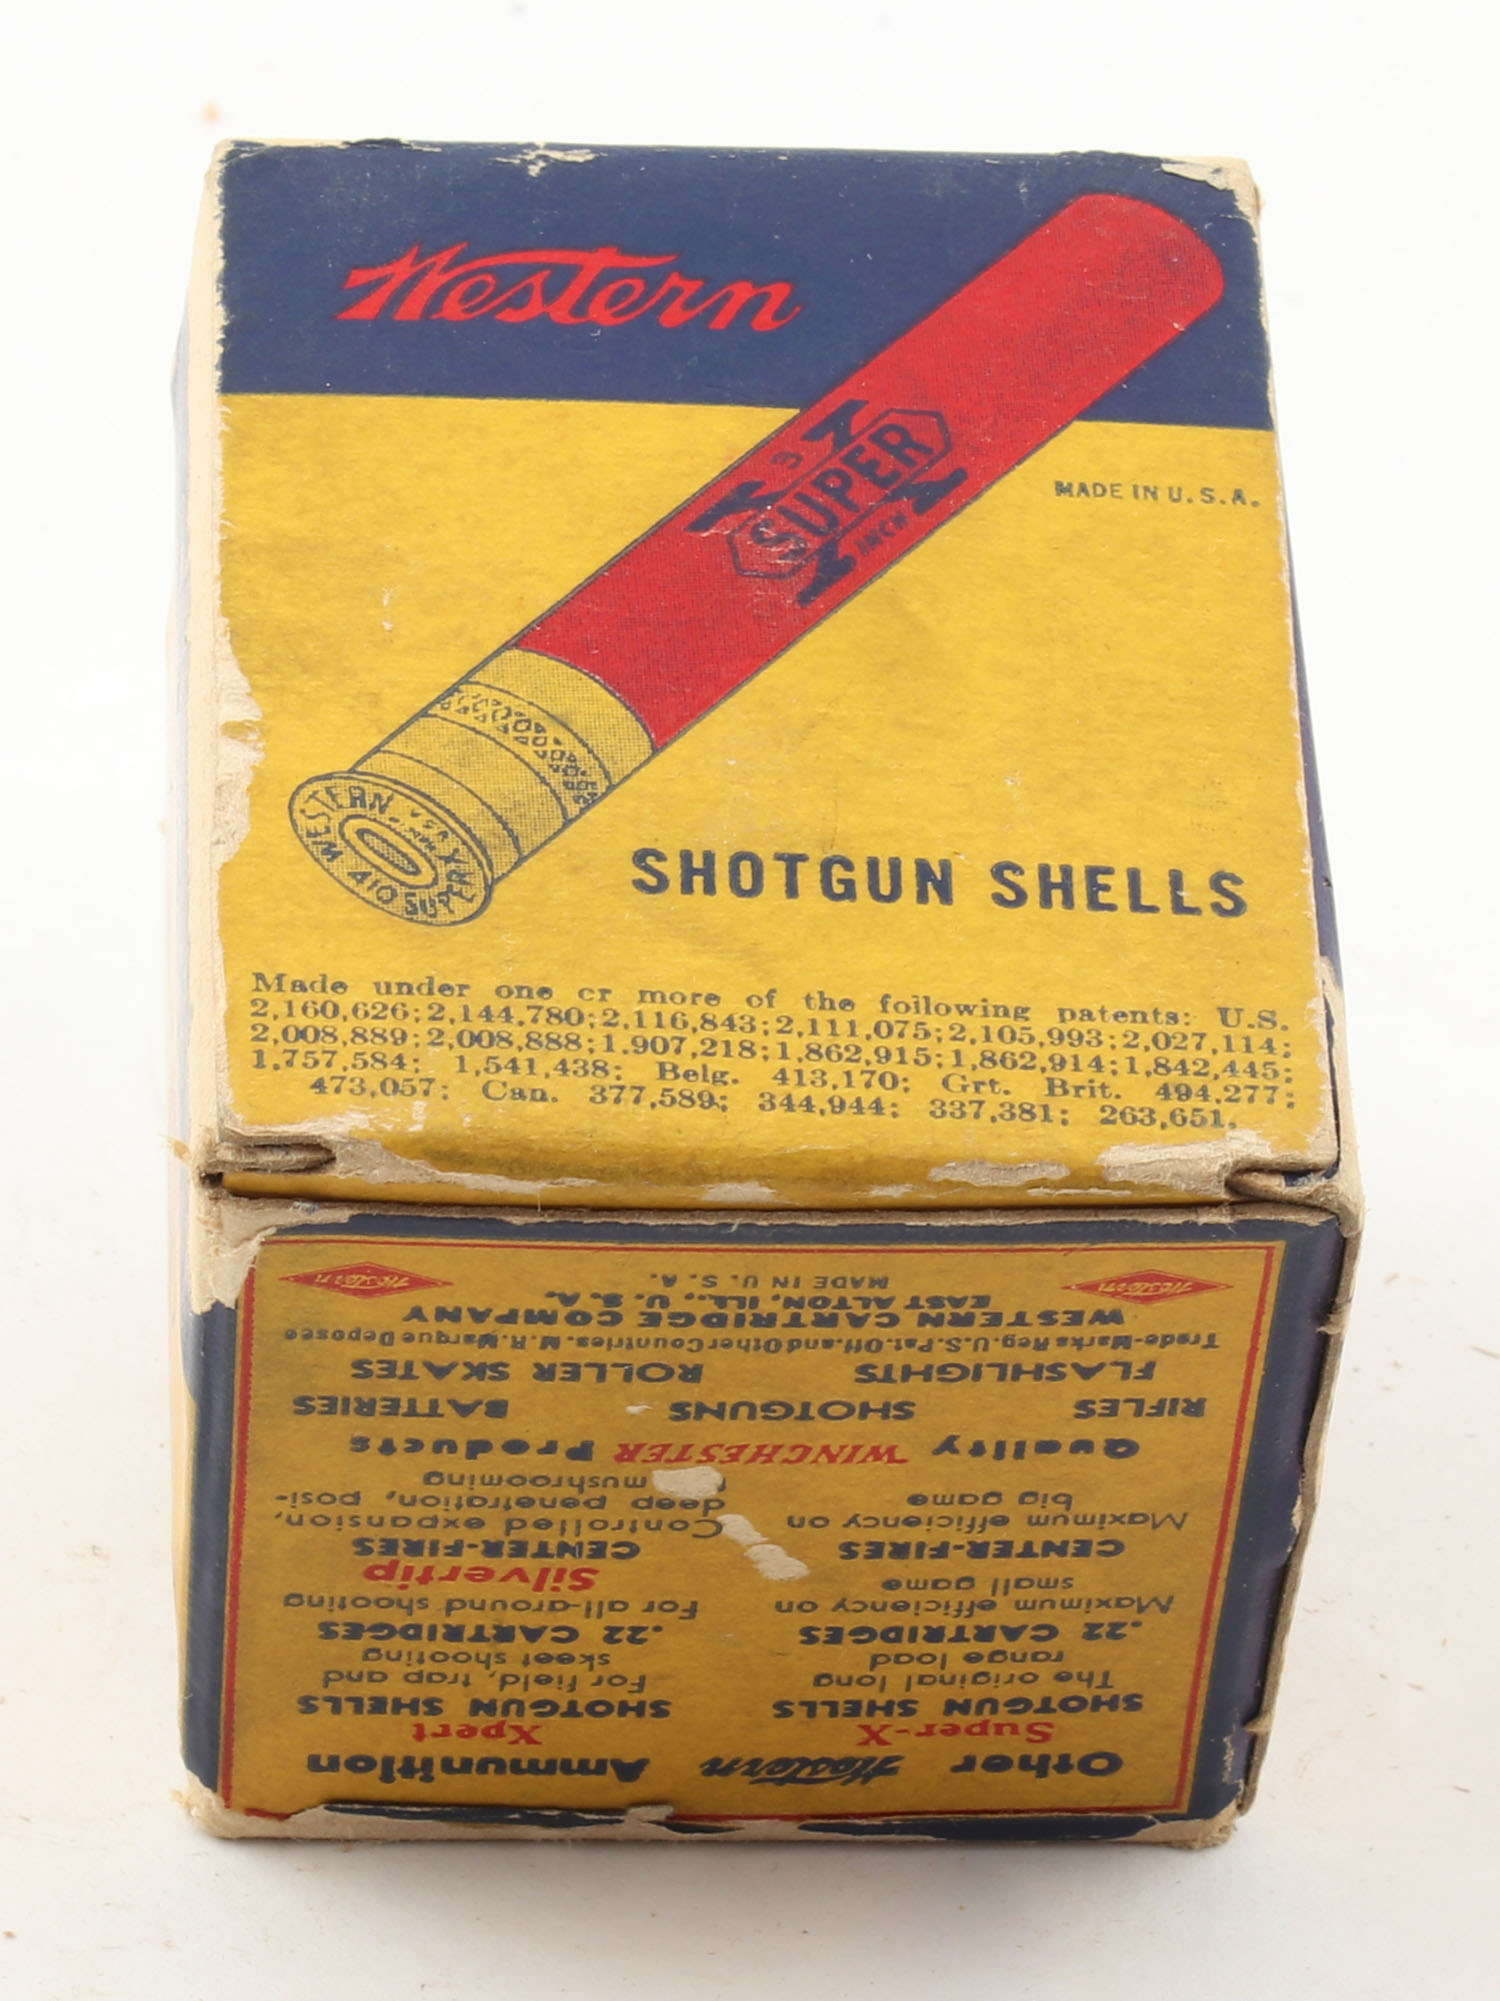 Western
3
SUPER
INCH
MADE IN U.S.A.
WESTERN 410 SUPER X
SHOTGUN SHELLS
Made under one or more of the following patents: U.S.
2,160,626; 2,144,780; 2,116,843; 2,111,075; 2,105,993; 2,027,114;
2,008,889; 2,008,888; 1,907,218; 1,862,915; 1,862,914; 1,842,445;
1,757,584; 1,541,438; Belg. 413,170; Grt. Brit. 494,277;
473,057; Can. 377,589; 344,944; 337,381; 263,651.
Other Western Ammunition
Super-X
SHOTGUN SHELLS
The original long
range load
.22 CARTRIDGES
Maximum efficiency on
small game
CENTER-FIRES
Maximum efficiency on
big game
Xpert
SHOTGUN SHELLS
For field, trap and
skeet shooting
.22 CARTRIDGES
For all-around shooting
Silvertip
CENTER-FIRES
Controlled expansion,
deep penetration, posi-
mushrooming
Quality WINCHESTER Products
RIFLES SHOTGUNS BATTERIES
FLASHLIGHTS ROLLER SKATES
Trade-Marks Reg. U.S. Pat. Off. and Other Countries. M.R. Marque Deposee
WESTERN CARTRIDGE COMPANY
EAST ALTON, ILL., U.S.A.
Western MADE IN U.S.A. Western